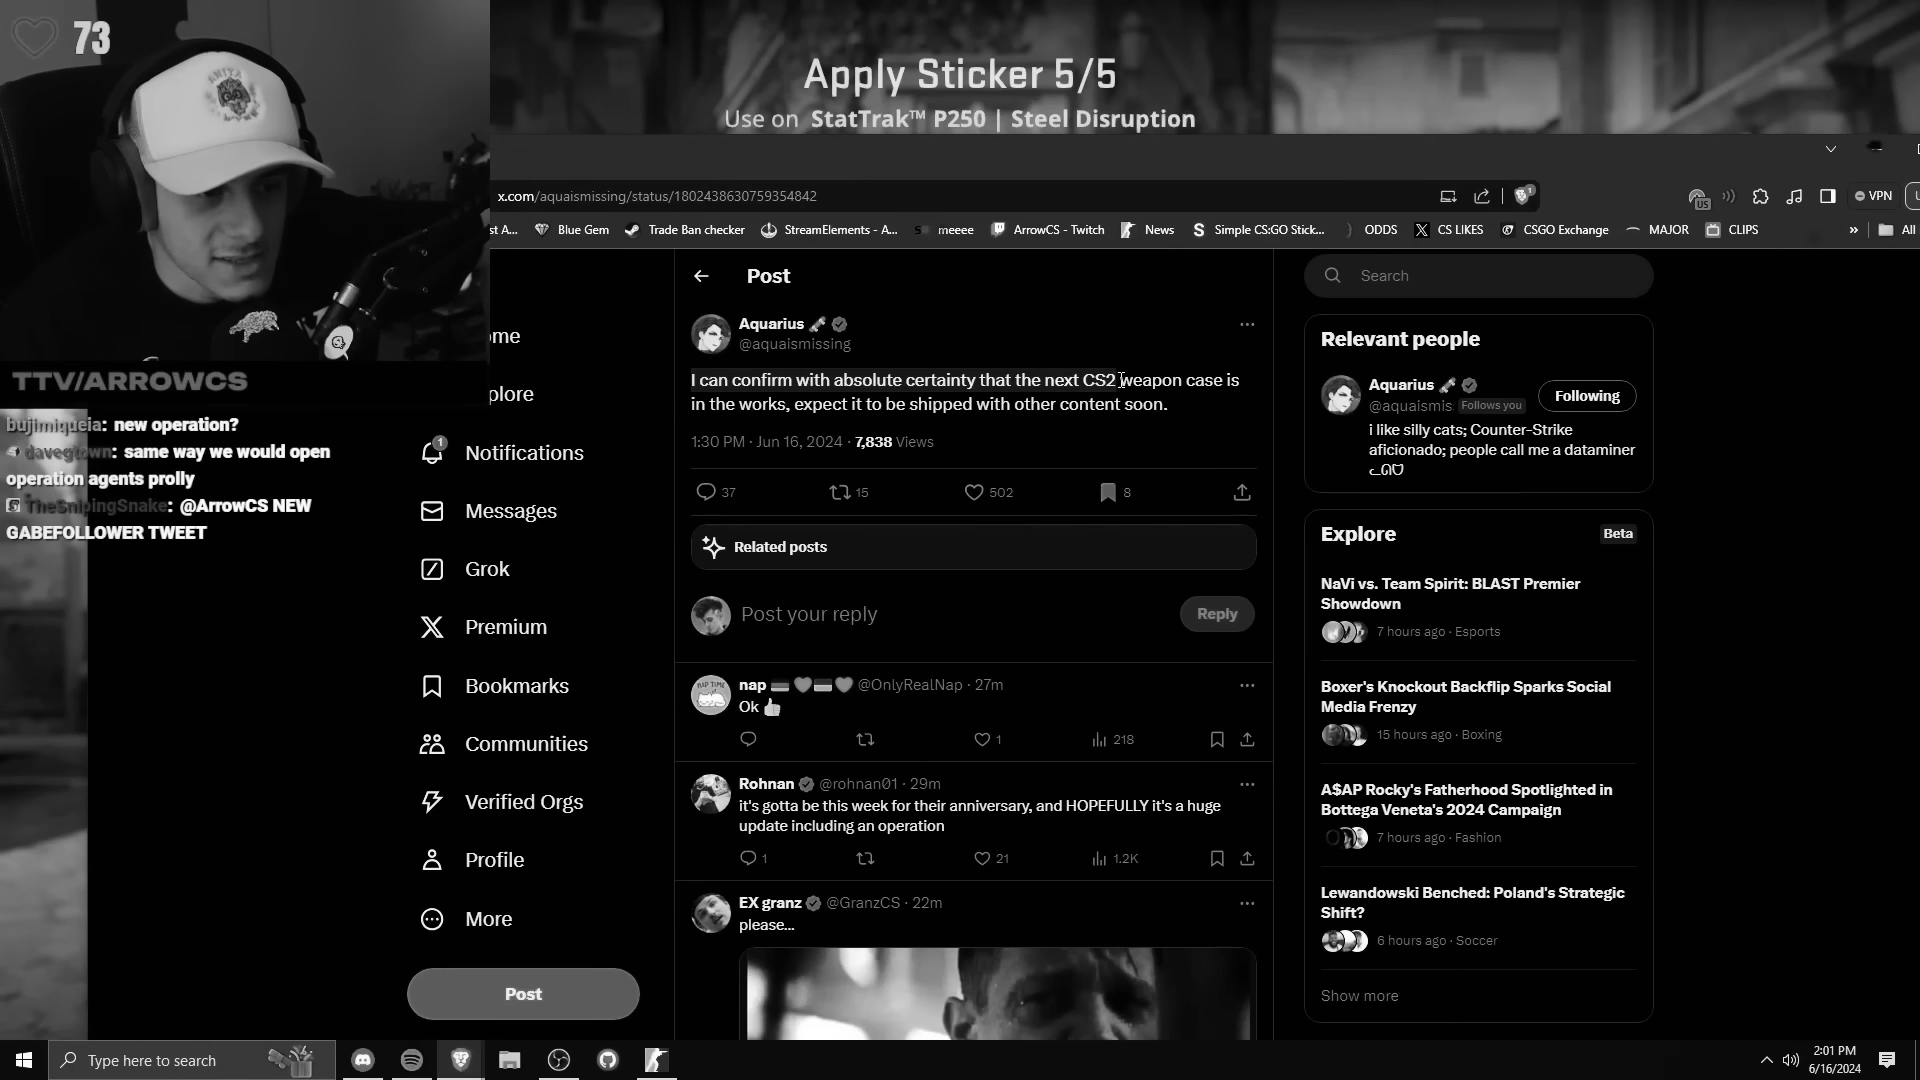 73
Apply Sticker 5/5
Use on StatTrak™ P250 | Steel Disruption
x.com/aquaismissing/status/1802438630759354842
US
1
VPN
st A...
Blue Gem
Trade Ban checker
StreamElements - A...
meeee
ArrowCS - Twitch
News
Simple CS:GO Stick...
ODDS
CS LIKES
CSGO Exchange
MAJOR
CLIPS
»
All
TTV/ARROWCS
bujimiqueia: new operation?
davegtown: same way we would open
operation agents prolly
TheSnipingSnake: @ArrowCS NEW
GABEFOLLOWER TWEET
ome
plore
1
Notifications
Messages
Grok
Premium
Bookmarks
Communities
Verified Orgs
Profile
More
Post
Post
Aquarius
@aquaismissing
I can confirm with absolute certainty that the next CS2 weapon case is
in the works, expect it to be shipped with other content soon.
1:30 PM · Jun 16, 2024 · 7,838 Views
37
15
502
8
Related posts
Post your reply
Reply
nap @OnlyRealNap · 27m
Ok 👍
1
218
Rohnan @rohnan01 · 29m
it's gotta be this week for their anniversary, and HOPEFULLY it's a huge
update including an operation
1
21
1.2K
EX granz @GranzCS · 22m
please...
Search
Relevant people
Aquarius
@aquaismis Follows you
Following
i like silly cats; Counter-Strike
aficionado; people call me a dataminer
ᓚᘏᗢ
Explore
Beta
NaVi vs. Team Spirit: BLAST Premier
Showdown
7 hours ago · Esports
Boxer's Knockout Backflip Sparks Social
Media Frenzy
15 hours ago · Boxing
A$AP Rocky's Fatherhood Spotlighted in
Bottega Veneta's 2024 Campaign
7 hours ago · Fashion
Lewandowski Benched: Poland's Strategic
Shift?
6 hours ago · Soccer
Show more
Type here to search
2:01 PM
6/16/2024